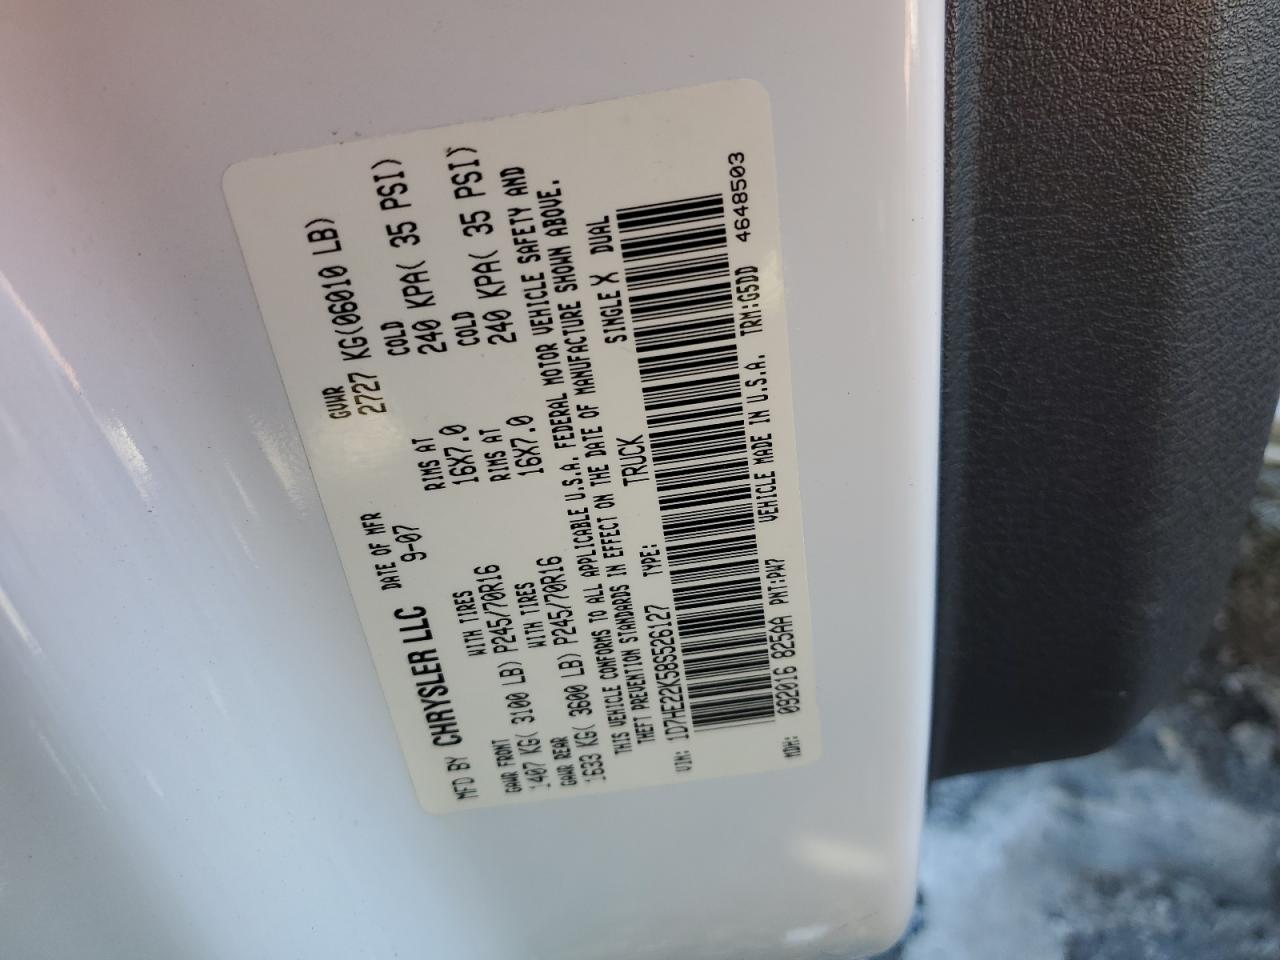 MFD BY CHRYSLER LLC DATE OF MFR 9-07 GVWR 2727 KG(06010 LB)
GAWR FRONT WITH TIRES RIMS AT COLD
1407 KG( 3100 LB) P245/70R16 16X7.0 240 KPA( 35 PSI)
GAWR REAR WITH TIRES RIMS AT COLD
1633 KG( 3600 LB) P245/70R16 16X7.0 240 KPA( 35 PSI)
THIS VEHICLE CONFORMS TO ALL APPLICABLE U.S.A. FEDERAL MOTOR VEHICLE SAFETY AND
THEFT PREVENTION STANDARDS IN EFFECT ON THE DATE OF MANUFACTURE SHOWN ABOVE.
VIN: 1D7HE22K58S526127 TYPE: TRUCK SINGLE X DUAL
MDH: 092016 825AA PNT:PW7 VEHICLE MADE IN U.S.A. TRM:G5DD 4648503